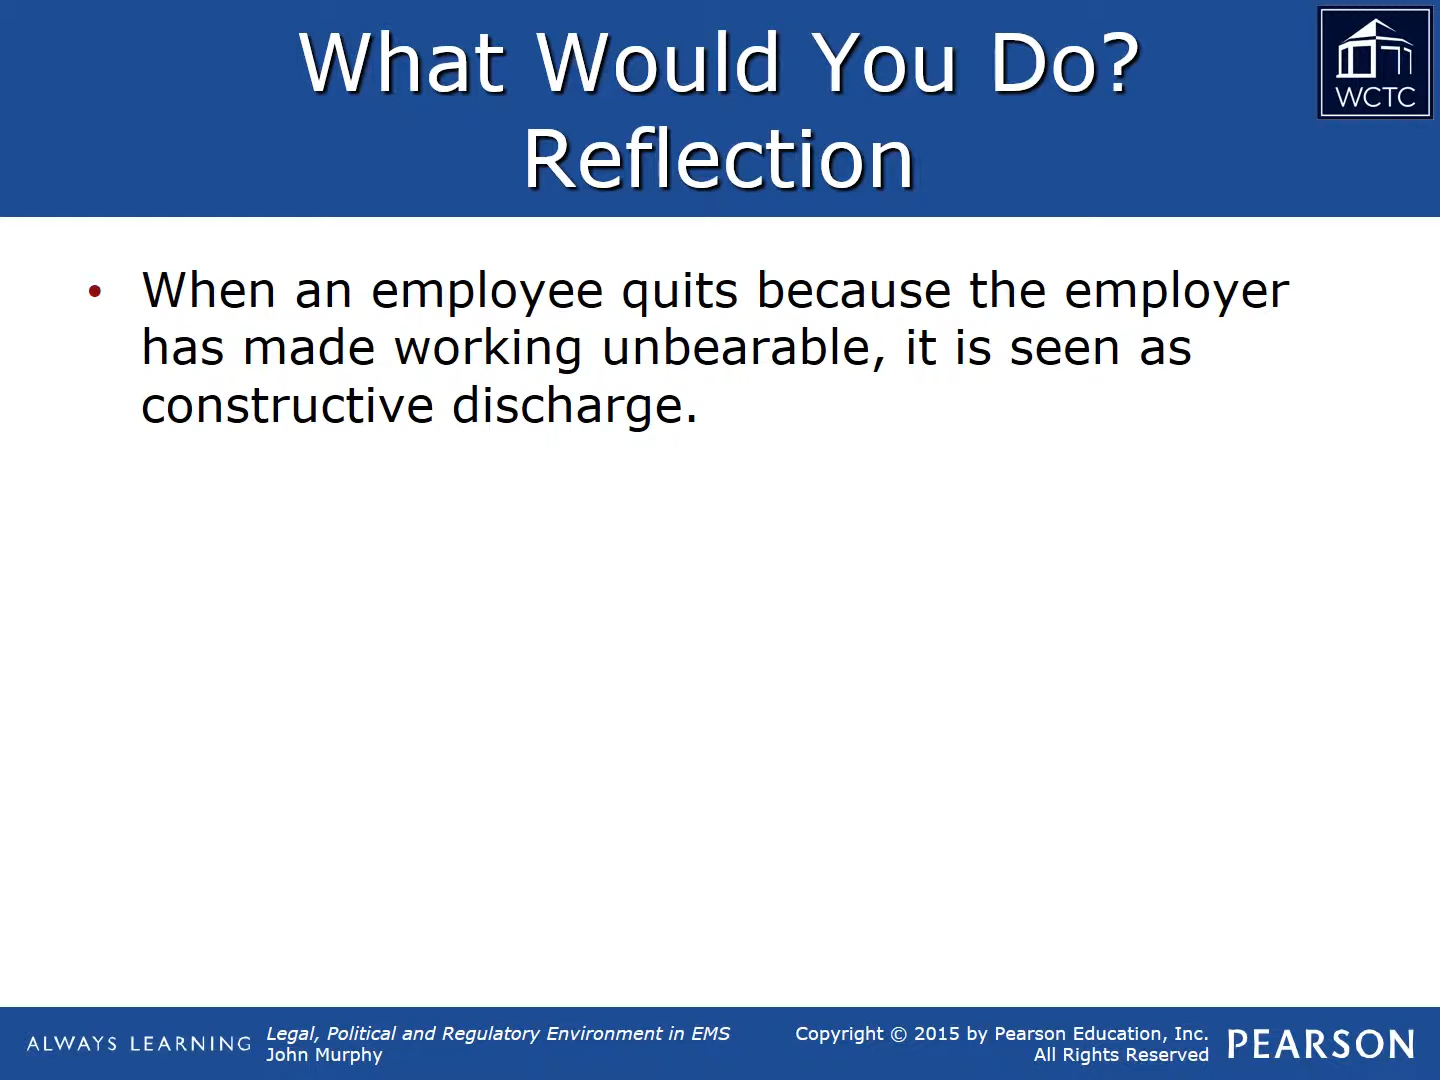 What Would You Do?
Reflection
WCTC
• When an employee quits because the employer
has made working unbearable, it is seen as
constructive discharge.
ALWAYS LEARNING
Legal, Political and Regulatory Environment in EMS
John Murphy
Copyright © 2015 by Pearson Education, Inc.
All Rights Reserved
PEARSON